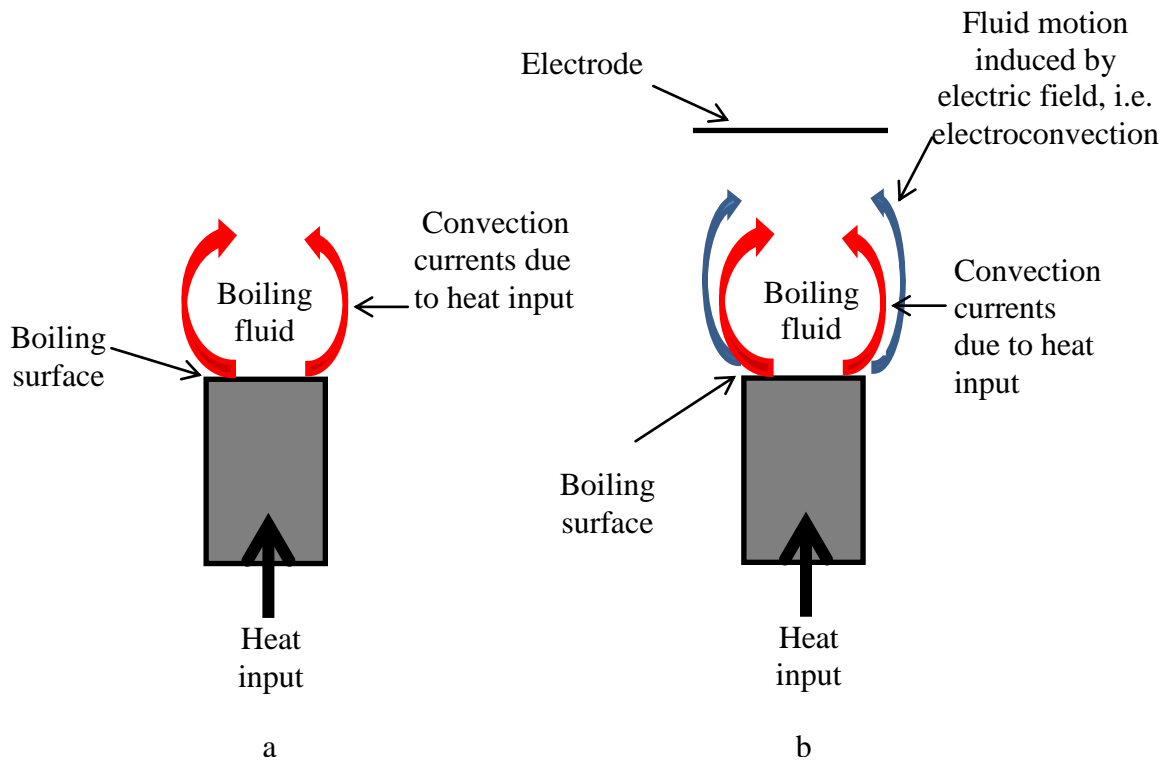 Boiling
surface
Boiling
fluid
Convection
currents due
to heat input
Heat
input
a
Electrode
Fluid motion
induced by
electric field, i.e.
electroconvection
Boiling
fluid
Convection
currents
due to heat
input
Boiling
surface
Heat
input
b